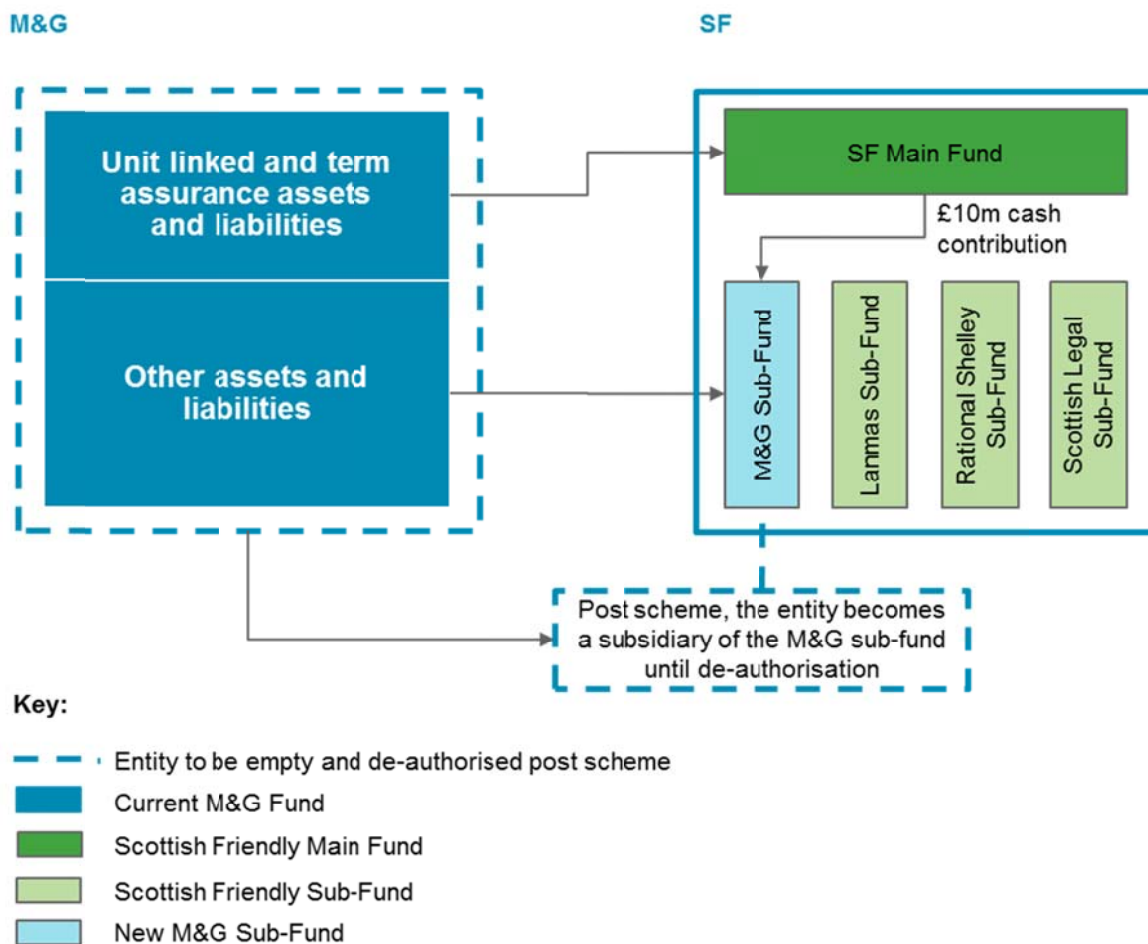 M&G
SF
Unit linked and term
assurance assets
and liabilities
SF Main Fund
£10m cash
contribution
Other assets and
liabilities
M&G Sub-Fund
Lanmas Sub-Fund
Rational Shelley
Sub-Fund
Scottish Legal
Sub-Fund
Post scheme, the entity becomes
a subsidiary of the M&G sub-fund
until de-authorisation
Key:
Entity to be empty and de-authorised post scheme
Current M&G Fund
Scottish Friendly Main Fund
Scottish Friendly Sub-Fund
New M&G Sub-Fund